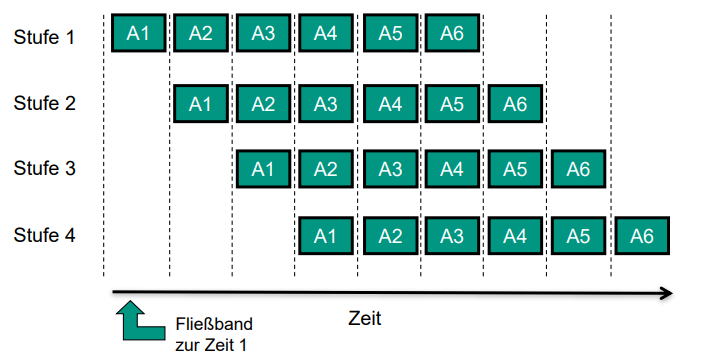 Stufe 1 A1 A2 A3 A4 A5 A6
Stufe 2 A1 A2 A3 A4 A5 A6
Stufe 3 A1 A2 A3 A4 A5 A6
Stufe 4 A1 A2 A3 A4 A5 A6
Zeit
Fließband
zur Zeit 1